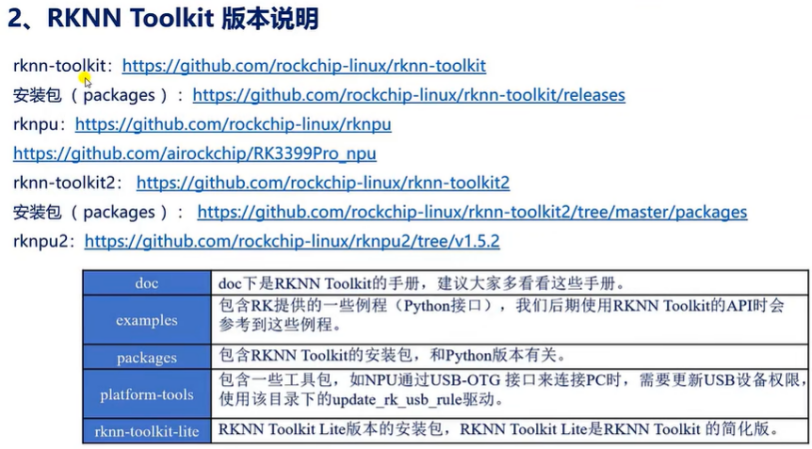 2、RKNN Toolkit 版本说明
rknn-toolkit：https://github.com/rockchip-linux/rknn-toolkit
安装包（packages）：https://github.com/rockchip-linux/rknn-toolkit/releases
rknpu：https://github.com/rockchip-linux/rknpu
https://github.com/airockchip/RK3399Pro_npu
rknn-toolkit2： https://github.com/rockchip-linux/rknn-toolkit2
安装包（packages）： https://github.com/rockchip-linux/rknn-toolkit2/tree/master/packages
rknpu2：https://github.com/rockchip-linux/rknpu2/tree/v1.5.2
doc doc下是RKNN Toolkit的手册，建议大家多看看这些手册。
examples 包含RK提供的一些例程（Python接口），我们后期使用RKNN Toolkit的API时会
参考到这些例程。
packages 包含RKNN Toolkit的安装包，和Python版本有关。
platform-tools 包含一些工具包，如NPU通过USB-OTG 接口来连接PC时，需要更新USB设备权限，
使用该目录下的update_rk_usb_rule驱动。
rknn-toolkit-lite RKNN Toolkit Lite版本的安装包，RKNN Toolkit Lite是RKNN Toolkit 的简化版。